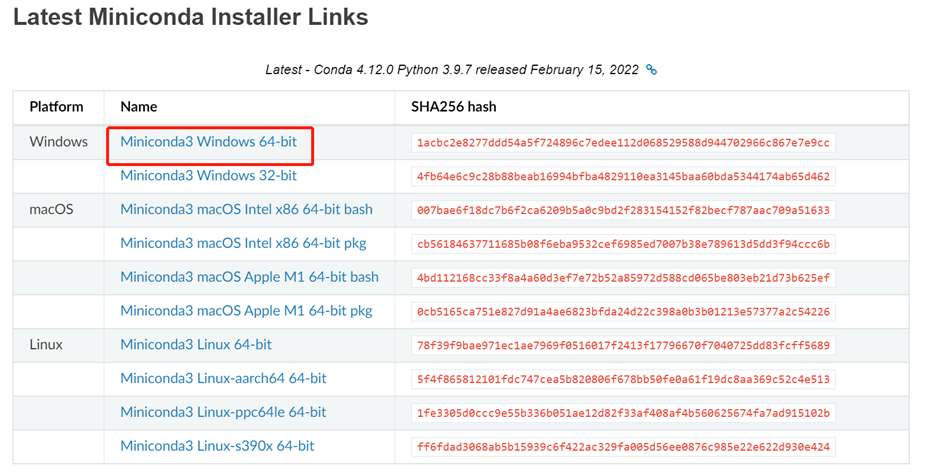 Latest Miniconda Installer Links
Latest - Conda 4.12.0 Python 3.9.7 released February 15, 2022
Platform Name SHA256 hash
Windows Miniconda3 Windows 64-bit 1acbc2e8277ddd54a5f724896c7edee112d068529588d944702966c867e7e9cc
Miniconda3 Windows 32-bit 4fb64e6c9c28b88beab16994bfba4829110ea3145baa60bda5344174ab65d462
macOS Miniconda3 macOS Intel x86 64-bit bash 007bae6f18dc7b6f2ca6209b5a0c9bd2f283154152f82becf787aac709a51633
Miniconda3 macOS Intel x86 64-bit pkg cb56184637711685b08f6eba9532cef6985ed7007b38e789613d5dd3f94ccc6b
Miniconda3 macOS Apple M1 64-bit bash 4bd112168cc33f8a4a60d3ef7e72b52a85972d588cd065be803eb21d73b625ef
Miniconda3 macOS Apple M1 64-bit pkg 0cb5165ca751e827d91a4ae6823bfda24d22c398a0b3b01213e57377a2c54226
Linux Miniconda3 Linux 64-bit 78f39f9bae971ec1ae7969f0516017f2413f17796670f7040725dd83fcff5689
Miniconda3 Linux-aarch64 64-bit 5f4f865812101fdc747cea5b820806f678bb50fe0a61f19dc8aa369c52c4e513
Miniconda3 Linux-ppc64le 64-bit 1fe3305d0ccc9e55b336b051ae12d82f33af408af4b560625674fa7ad915102b
Miniconda3 Linux-s390x 64-bit ff6fdad3068ab5b15939c6f422ac329fa005d56ee0876c985e22e622d930e424